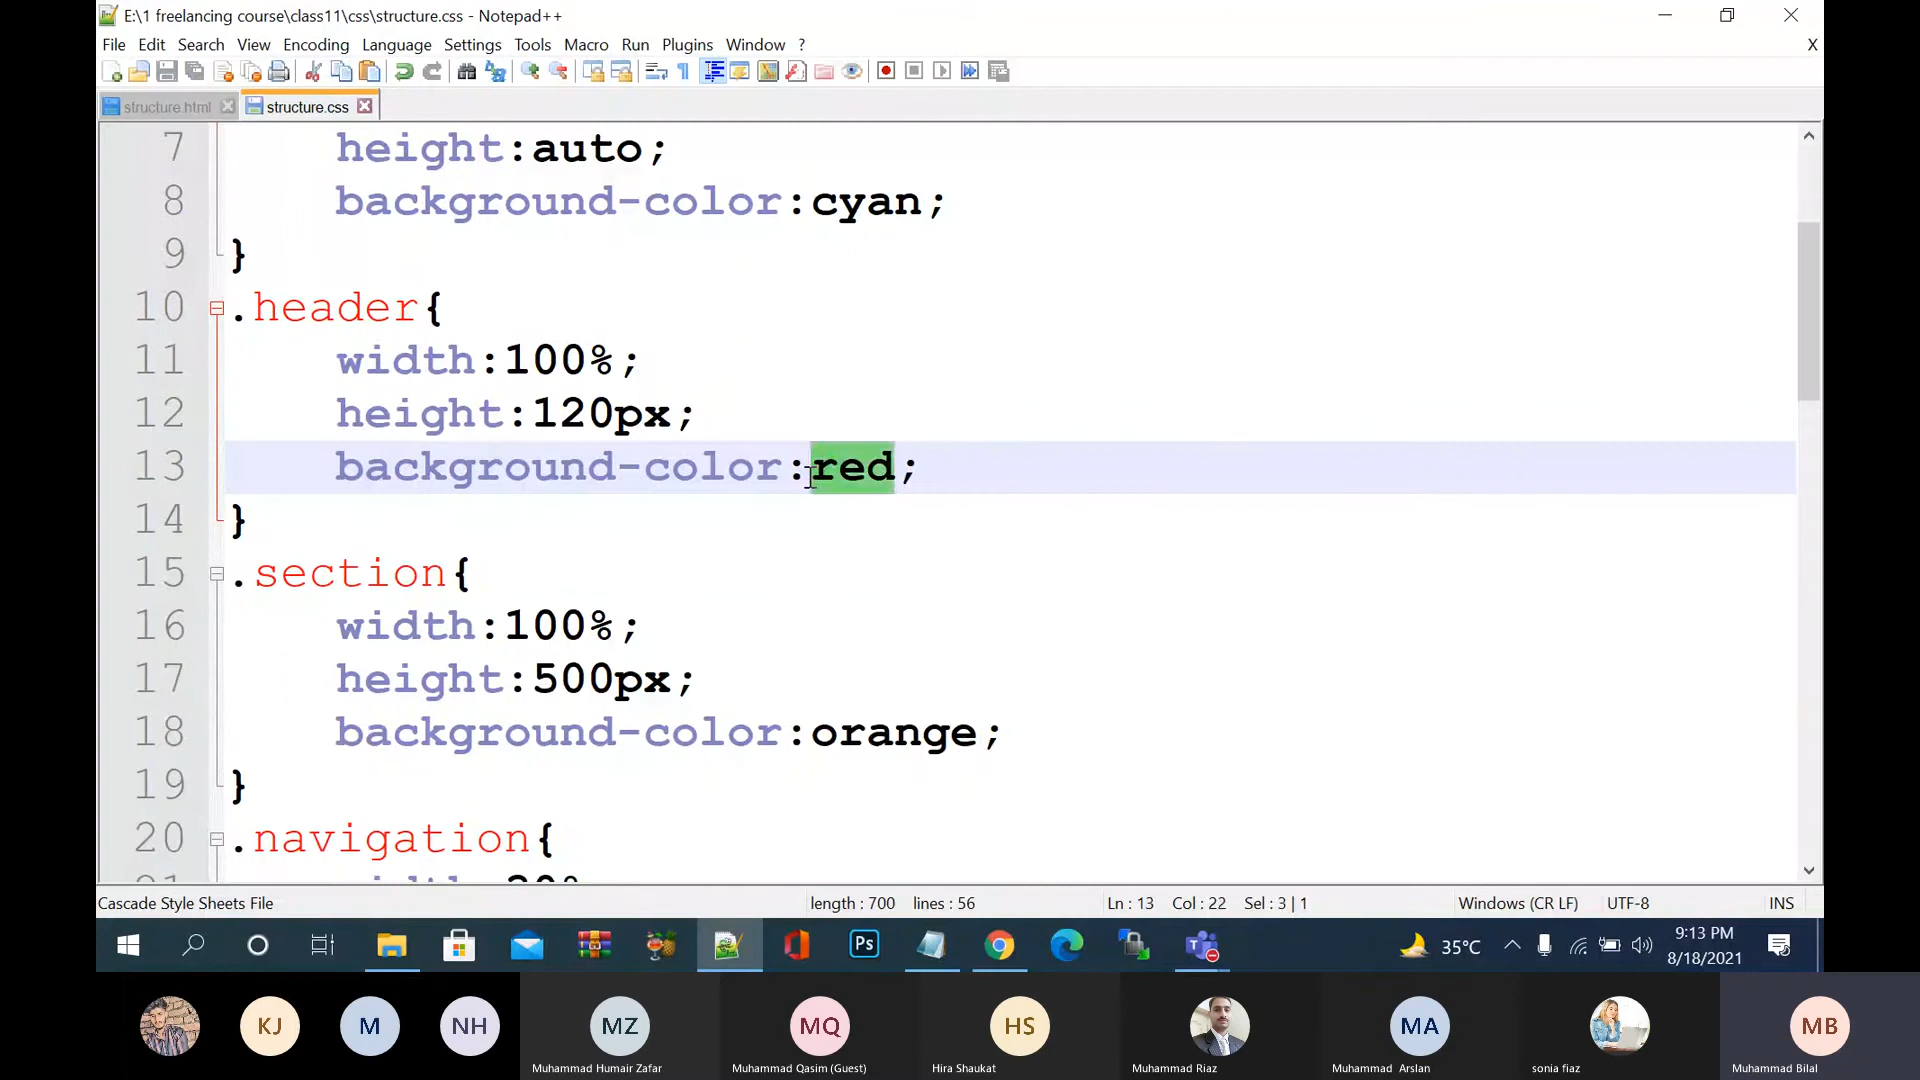 E:\1 freelancing course\class11\css\structure.css - Notepad++
File Edit Search View Encoding Language Settings Tools Macro Run Plugins Window ? X
structure.html structure.css
7 height:auto;
8 background-color:cyan;
9 }
10 .header{
11 width:100%;
12 height:120px;
13 background-color:red;
14 }
15 .section{
16 width:100%;
17 height:500px;
18 background-color:orange;
19 }
20 .navigation{
Cascade Style Sheets File length : 700 lines : 56 Ln : 13 Col : 22 Sel : 3 | 1 Windows (CR LF) UTF-8 INS
Ps 35°C 9:13 PM
8/18/2021
KJ M NH MZ MQ HS MA MB
Muhammad Humair Zafar Muhammad Qasim (Guest) Hira Shaukat Muhammad Riaz Muhammad Arslan sonia fiaz Muhammad Bilal